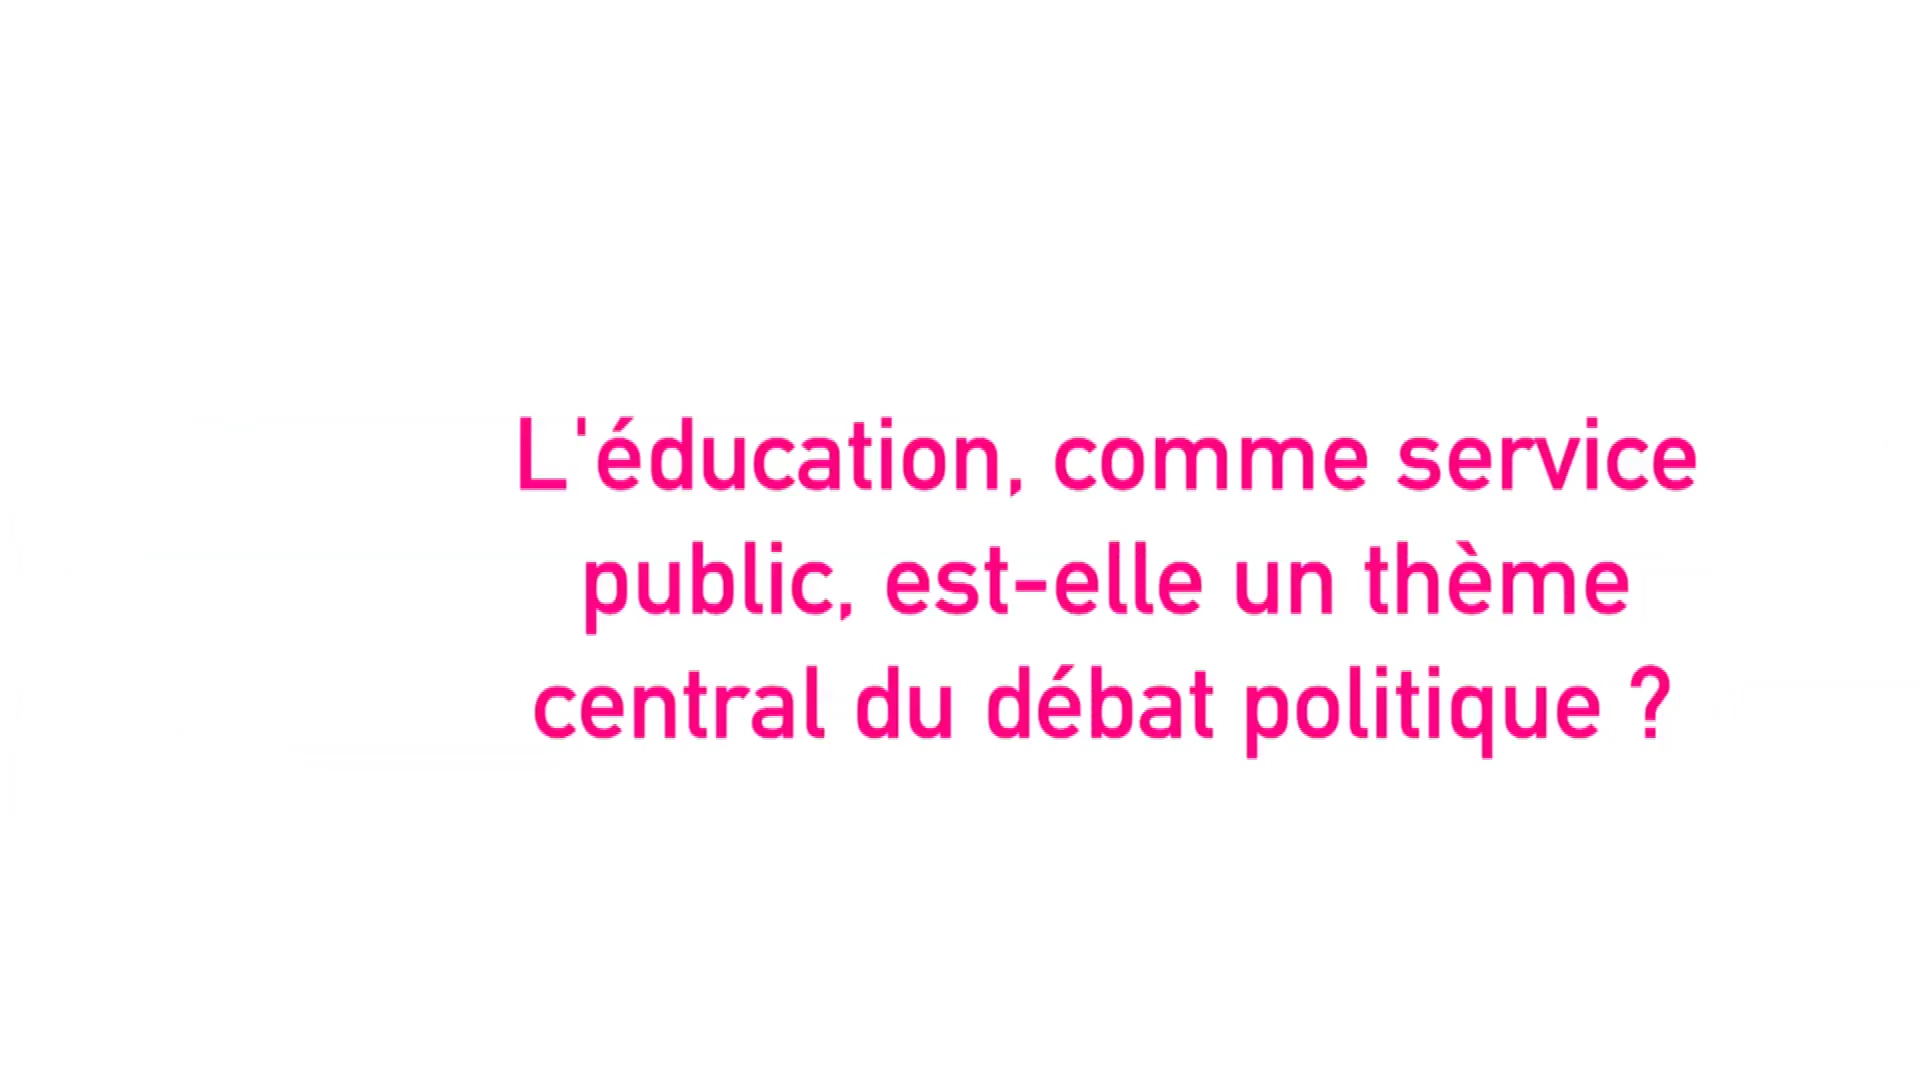 L'éducation, comme service
public, est-elle un thème
central du débat politique ?